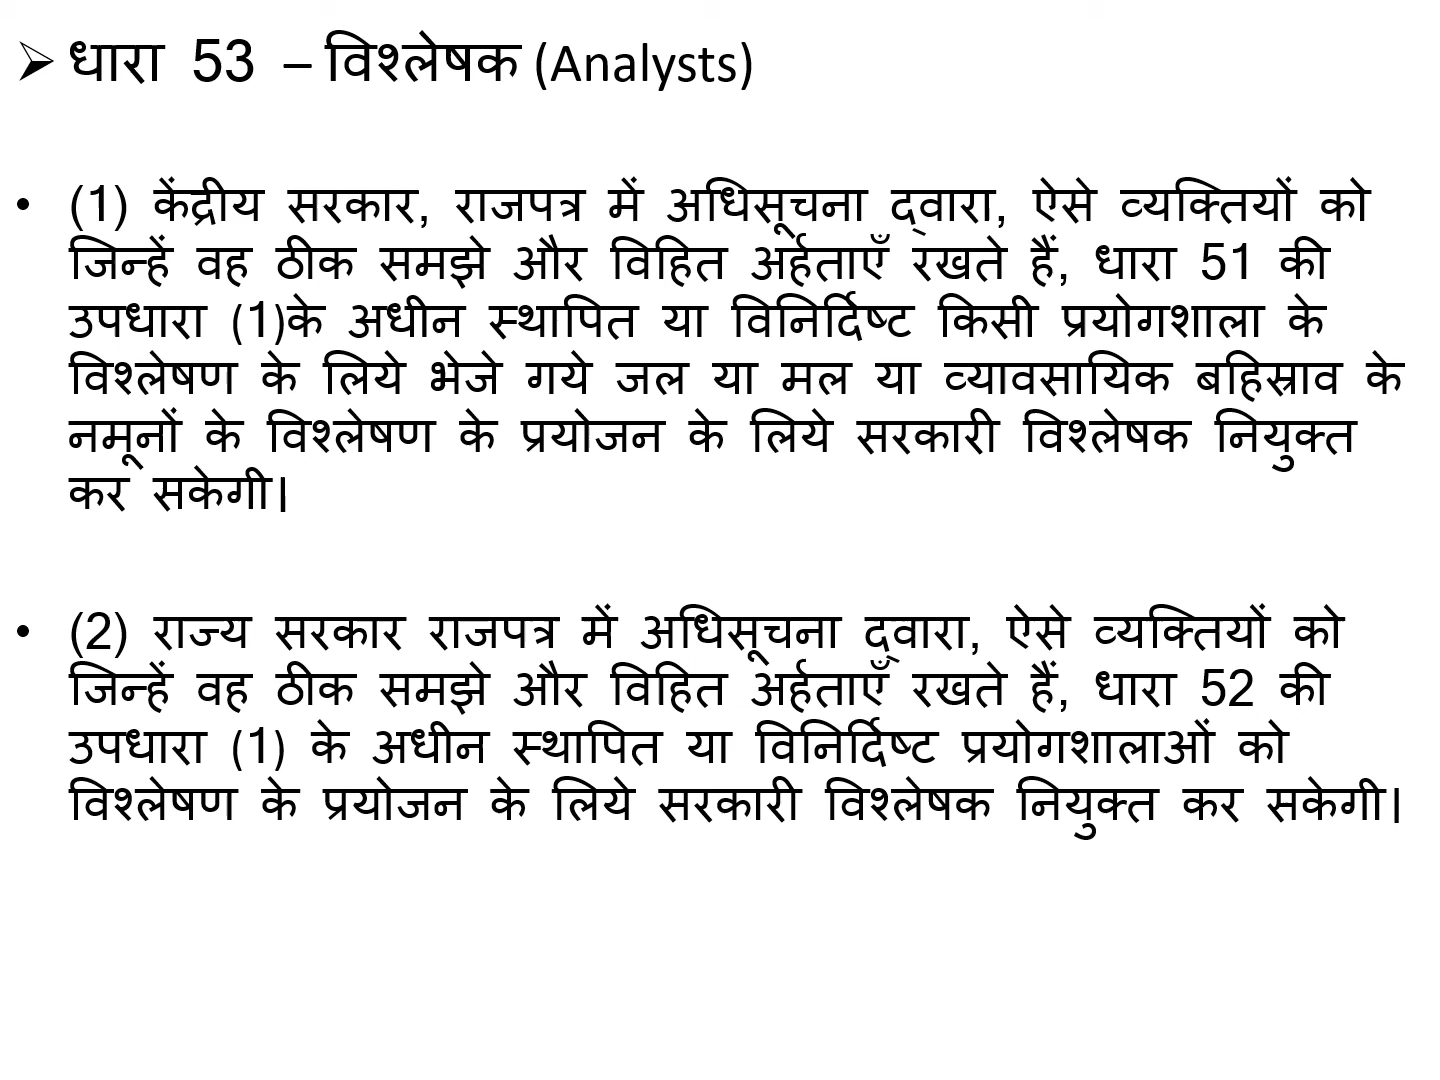 ➢ धारा 53 – विश्लेषक (Analysts)
• (1) केंद्रीय सरकार, राजपत्र में अधिसूचना द्वारा, ऐसे व्यक्तियों को
जिन्हें वह ठीक समझे और विहित अर्हताएँ रखते हैं, धारा 51 की
उपधारा (1)के अधीन स्थापित या विनिर्दिष्ट किसी प्रयोगशाला के
विश्लेषण के लिये भेजे गये जल या मल या व्यावसायिक बहिस्राव के
नमूनों के विश्लेषण के प्रयोजन के लिये सरकारी विश्लेषक नियुक्त
कर सकेगी।
• (2) राज्य सरकार राजपत्र में अधिसूचना द्वारा, ऐसे व्यक्तियों को
जिन्हें वह ठीक समझे और विहित अर्हताएँ रखते हैं, धारा 52 की
उपधारा (1) के अधीन स्थापित या विनिर्दिष्ट प्रयोगशालाओं को
विश्लेषण के प्रयोजन के लिये सरकारी विश्लेषक नियुक्त कर सकेगी।